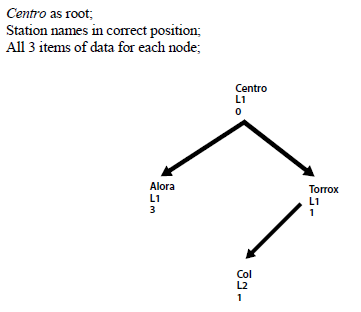 Centro as root;
Station names in correct position;
All 3 items of data for each node;
Centro
L1
0
Alora
L1
3
Torrox
L1
1
Col
L2
1